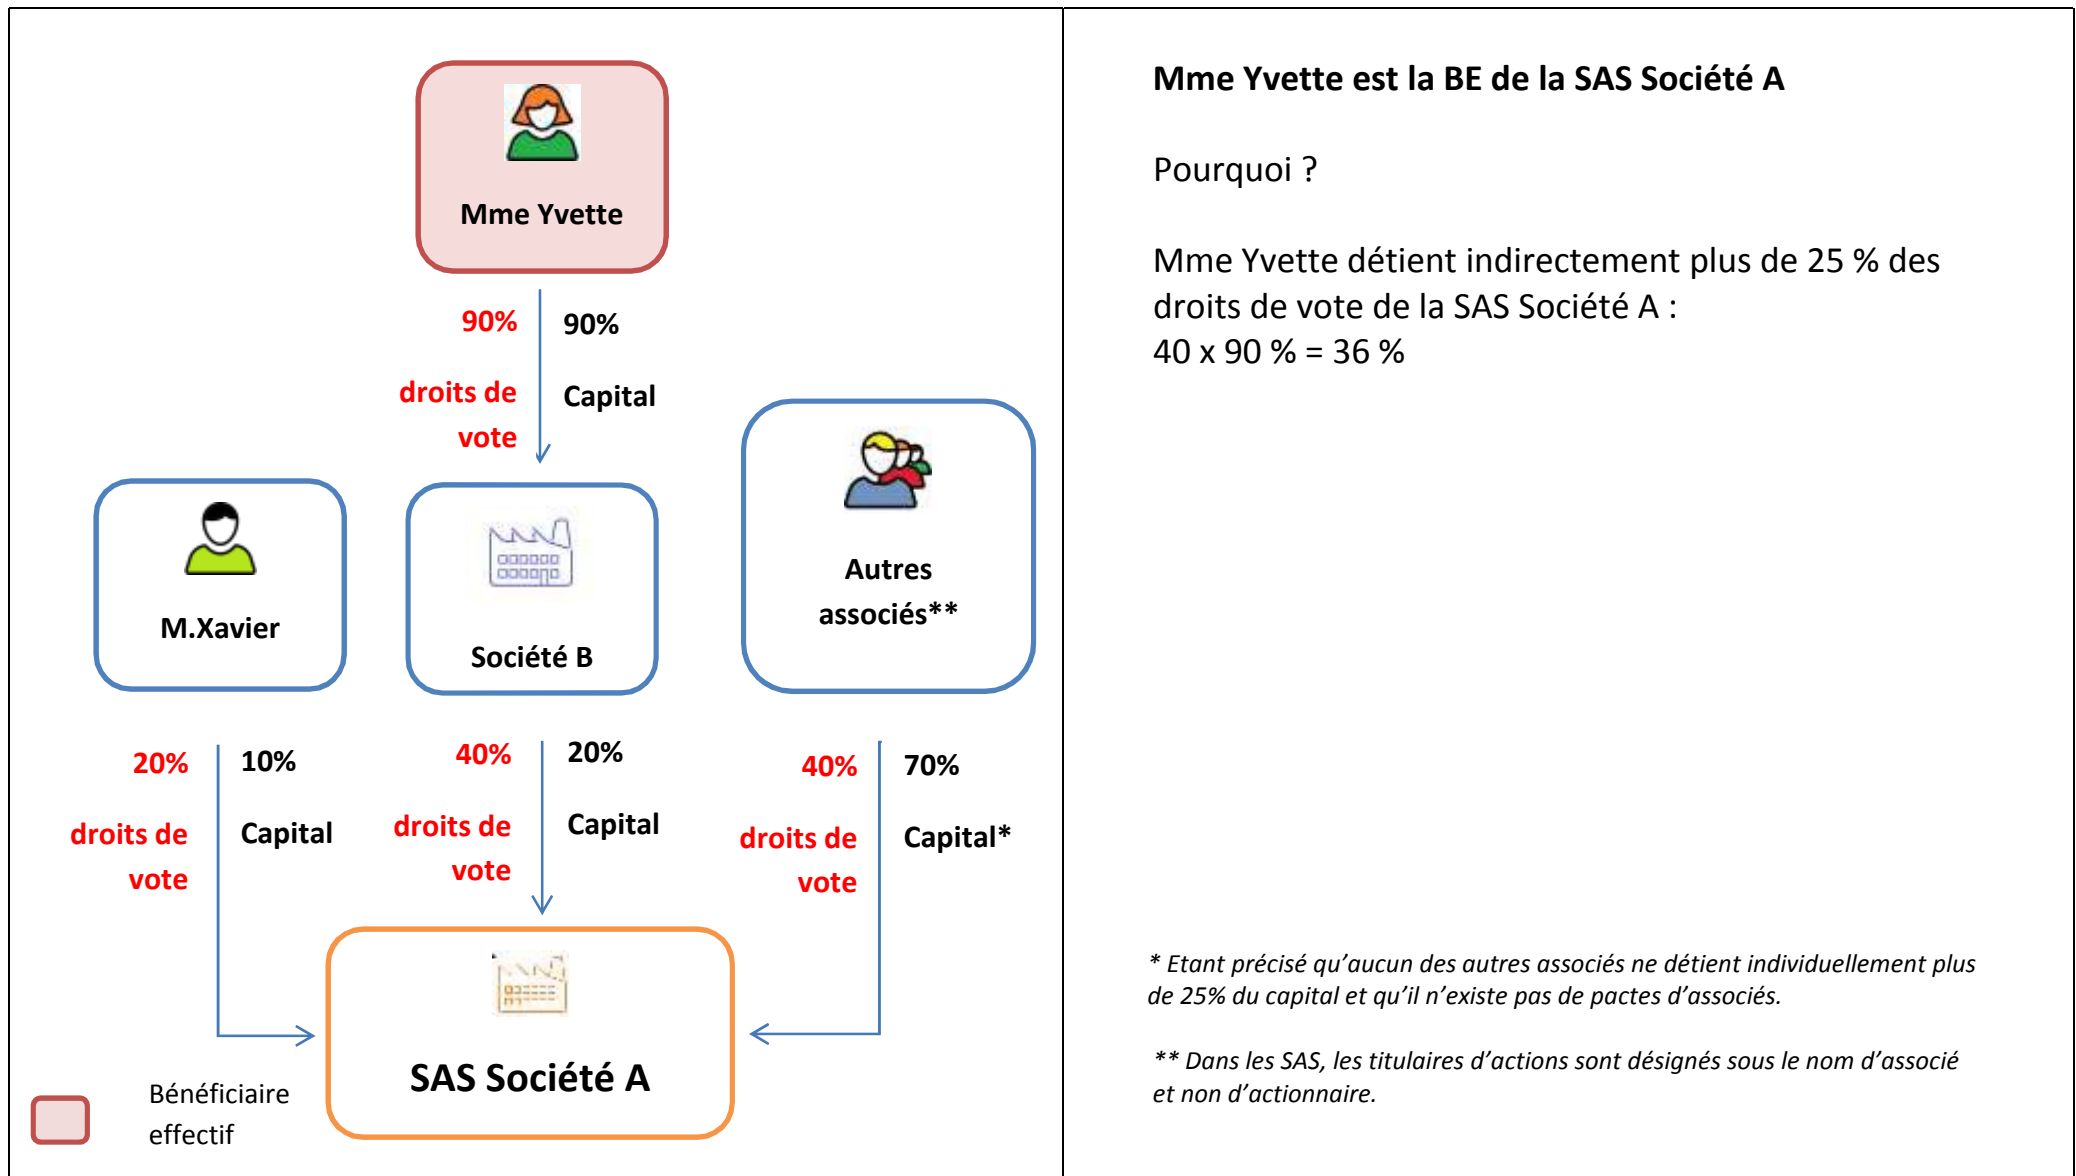 Mme Yvette
90%
droits de
vote
90%
Capital
M.Xavier
Société B
Autres
associés**
20%
droits de
vote
10%
Capital
40%
droits de
vote
20%
Capital
40%
droits de
vote
70%
Capital*
SAS Société A
Bénéficiaire
effectif
Mme Yvette est la BE de la SAS Société A
Pourquoi ?
Mme Yvette détient indirectement plus de 25 % des
droits de vote de la SAS Société A :
40 x 90 % = 36 %
* Etant précisé qu’aucun des autres associés ne détient individuellement plus
de 25% du capital et qu’il n’existe pas de pactes d’associés.
** Dans les SAS, les titulaires d’actions sont désignés sous le nom d’associé
et non d’actionnaire.